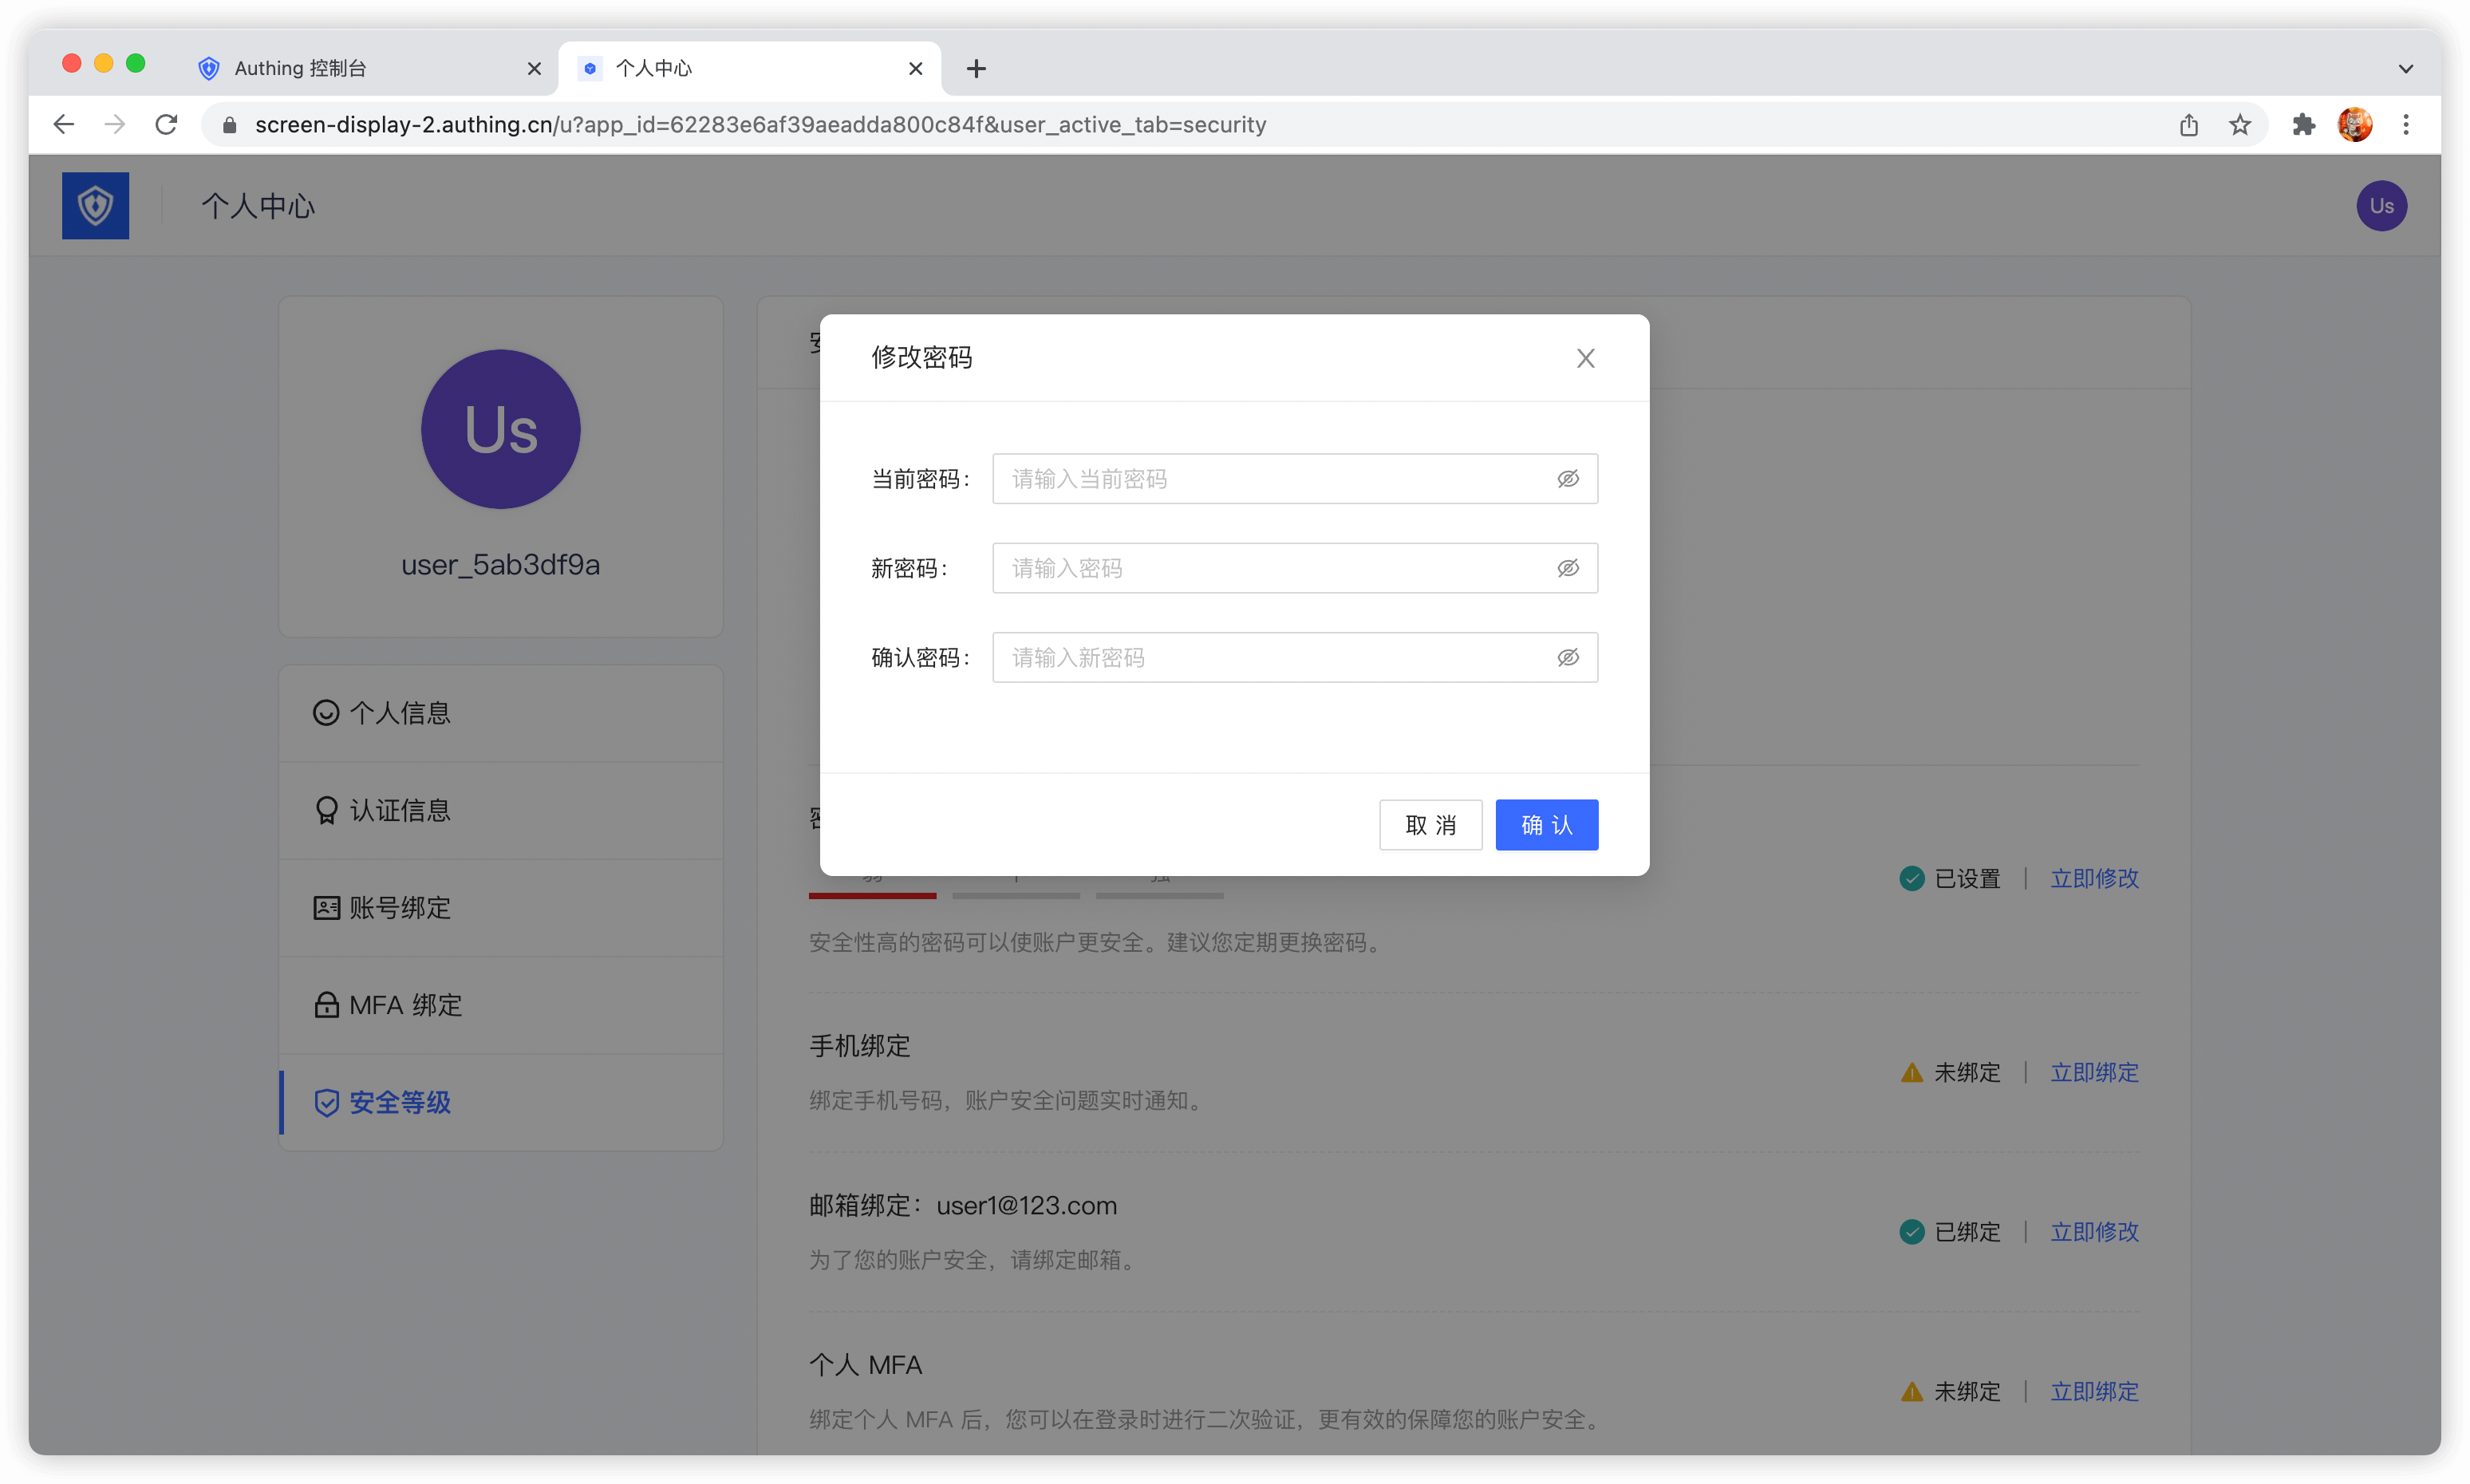 Authing 控制台
个人中心
screen-display-2.authing.cn/u?app_id=62283e6af39aeadda800c84f&user_active_tab=security
个人中心
Us
Us
user_5ab3df9a
个人信息
认证信息
账号绑定
MFA 绑定
安全等级
修改密码
当前密码：
请输入当前密码
新密码：
请输入密码
确认密码：
请输入新密码
取 消
确 认
已设置
立即修改
安全性高的密码可以使账户更安全。建议您定期更换密码。
手机绑定
未绑定
立即绑定
绑定手机号码，账户安全问题实时通知。
邮箱绑定：user1@123.com
已绑定
立即修改
为了您的账户安全，请绑定邮箱。
个人 MFA
未绑定
立即绑定
绑定个人 MFA 后，您可以在登录时进行二次验证，更有效的保障您的账户安全。